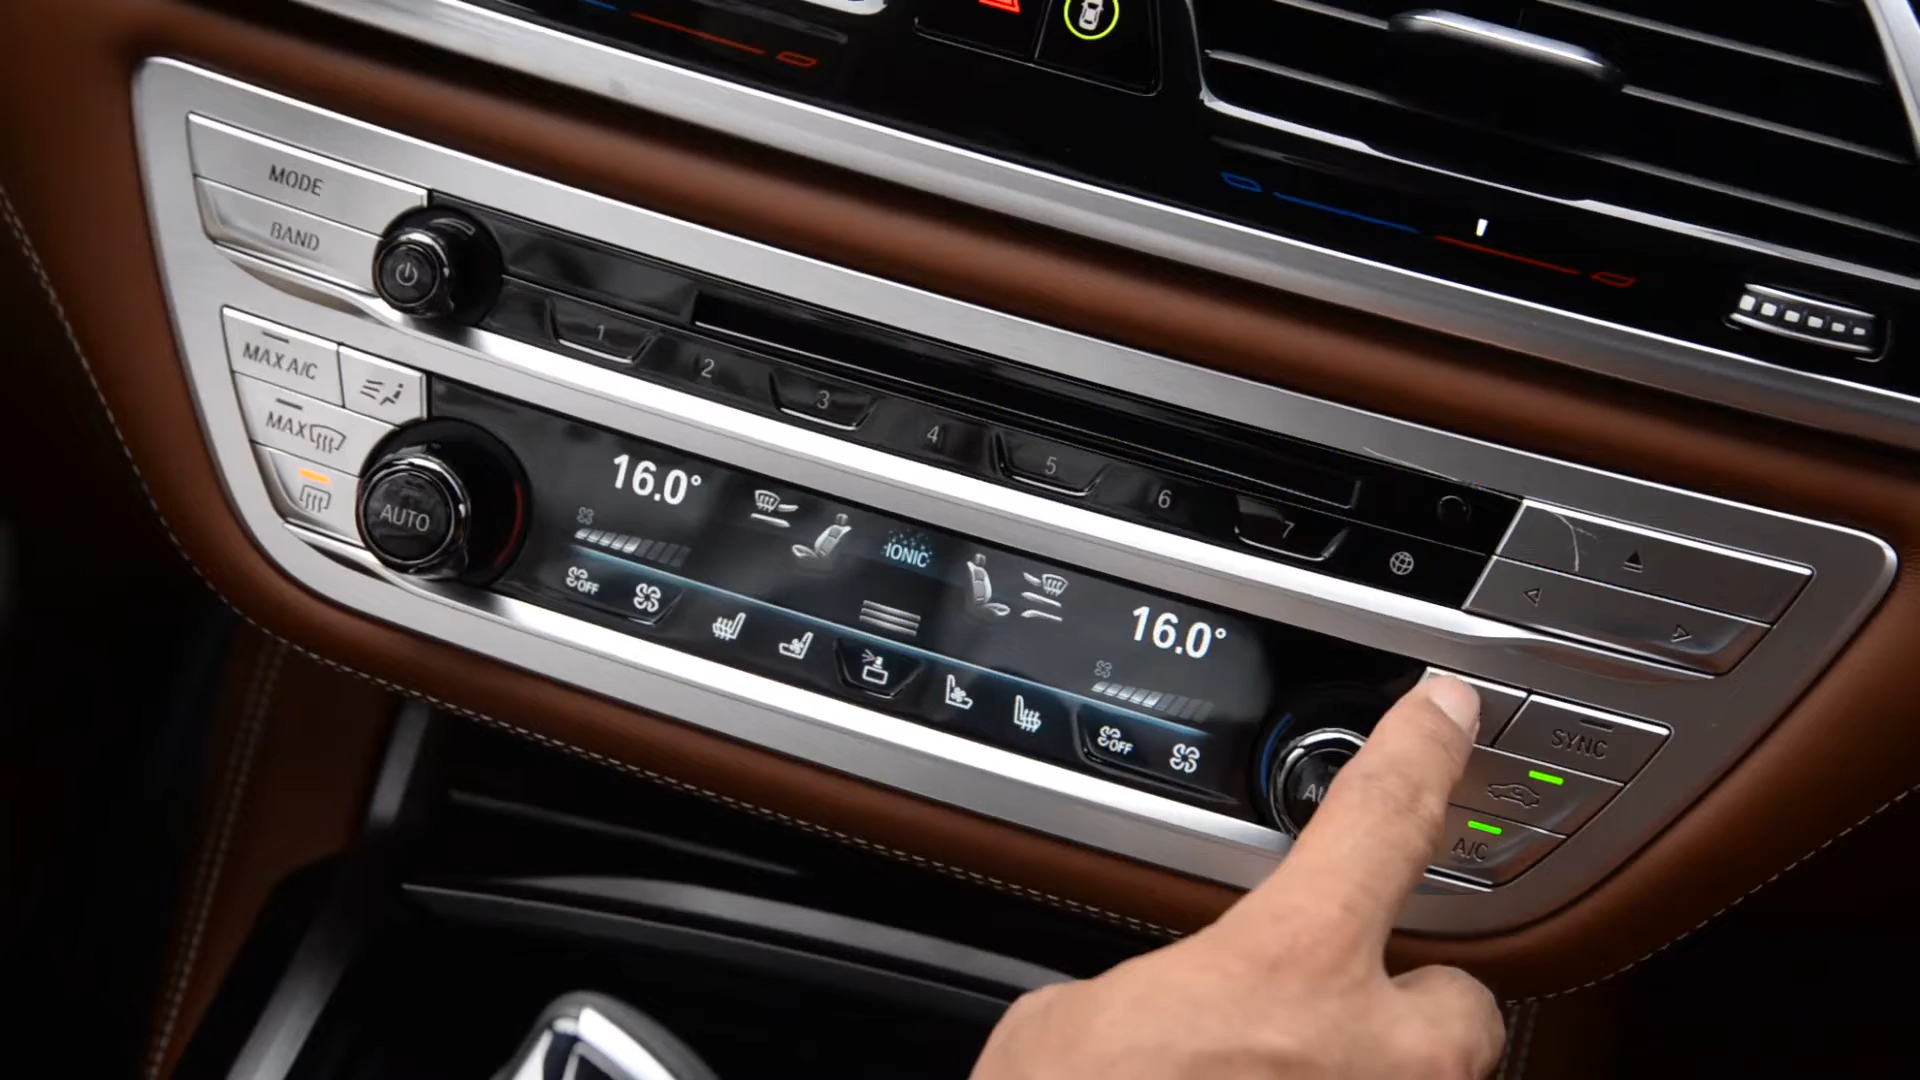 MODE
BAND
1
2
3
4
5
6
7
MAX A/C
MAX
AUTO
16.0°
IONIC
16.0°
OFF
OFF
SYNC
A/C